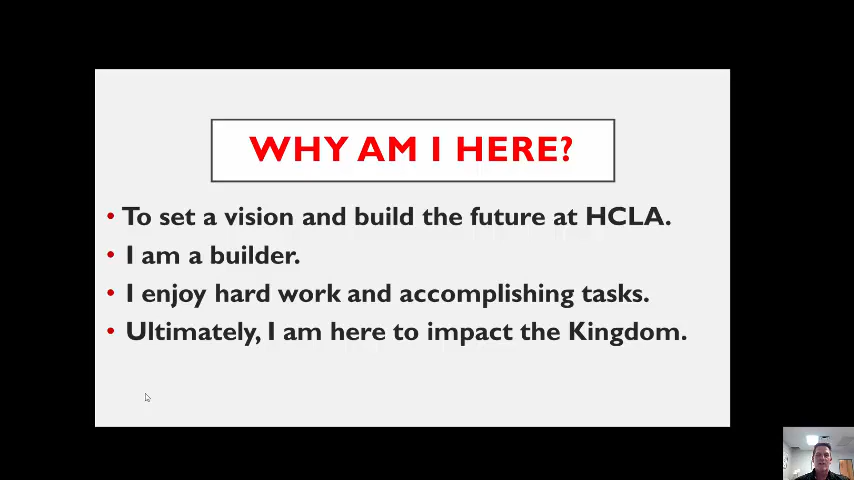 WHY AM I HERE?
• To set a vision and build the future at HCLA.
• I am a builder.
• I enjoy hard work and accomplishing tasks.
• Ultimately, I am here to impact the Kingdom.